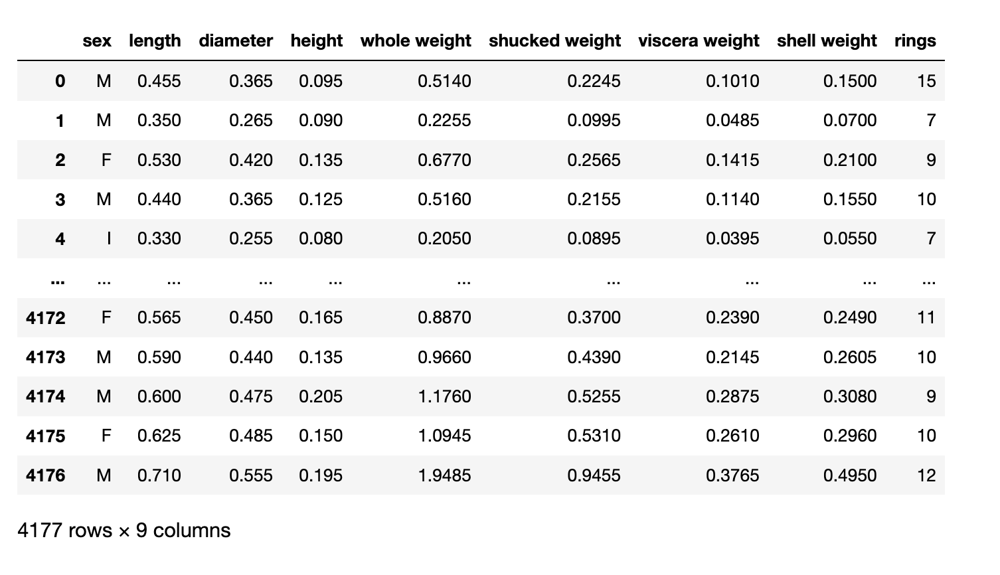 sex length diameter height whole weight shucked weight viscera weight shell weight rings
0 M 0.455 0.365 0.095 0.5140 0.2245 0.1010 0.1500 15
1 M 0.350 0.265 0.090 0.2255 0.0995 0.0485 0.0700 7
2 F 0.530 0.420 0.135 0.6770 0.2565 0.1415 0.2100 9
3 M 0.440 0.365 0.125 0.5160 0.2155 0.1140 0.1550 10
4 I 0.330 0.255 0.080 0.2050 0.0895 0.0395 0.0550 7
... ... ... ... ... ... ... ... ... ...
4172 F 0.565 0.450 0.165 0.8870 0.3700 0.2390 0.2490 11
4173 M 0.590 0.440 0.135 0.9660 0.4390 0.2145 0.2605 10
4174 M 0.600 0.475 0.205 1.1760 0.5255 0.2875 0.3080 9
4175 F 0.625 0.485 0.150 1.0945 0.5310 0.2610 0.2960 10
4176 M 0.710 0.555 0.195 1.9485 0.9455 0.3765 0.4950 12
4177 rows × 9 columns